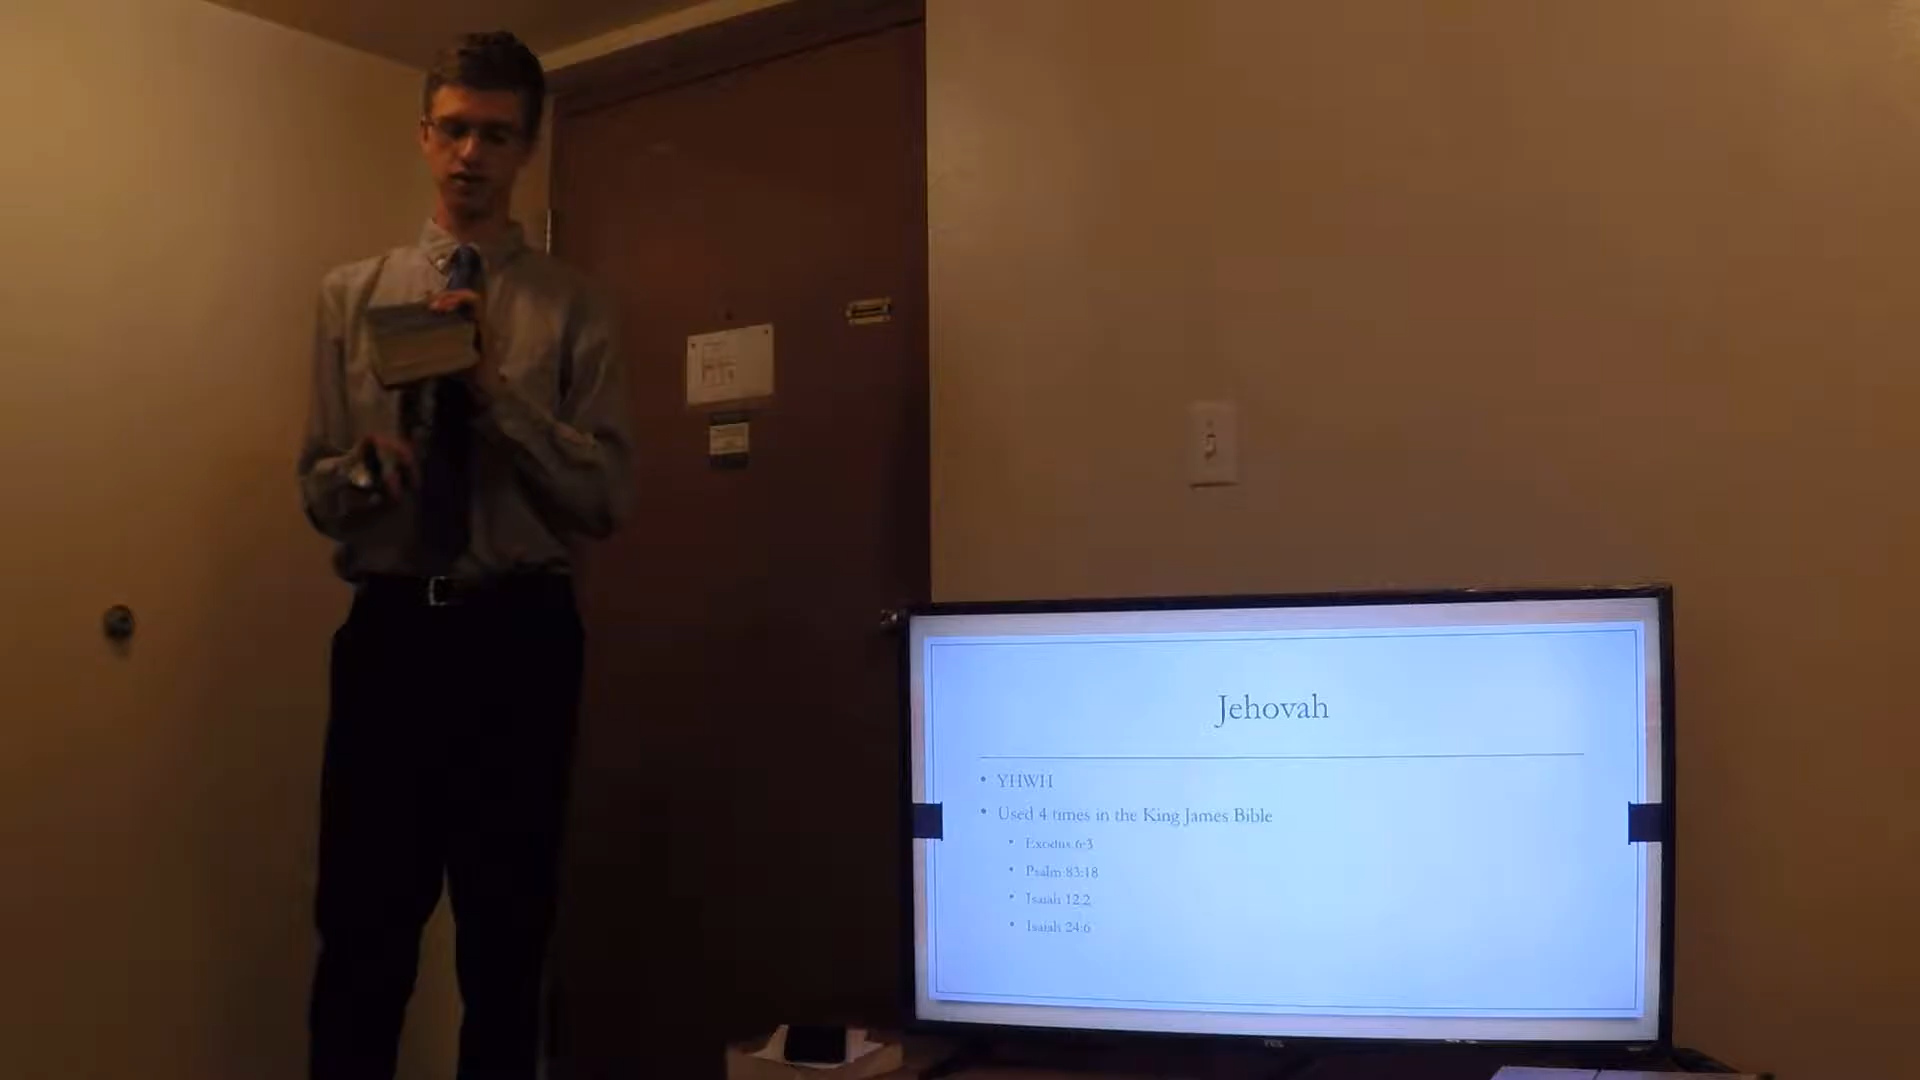 Jehovah
• YHWH
• Used 4 times in the King James Bible
• Exodus 6:3
• Psalm 83:18
• Isaiah 12:2
• Isaiah 24:6
TCL